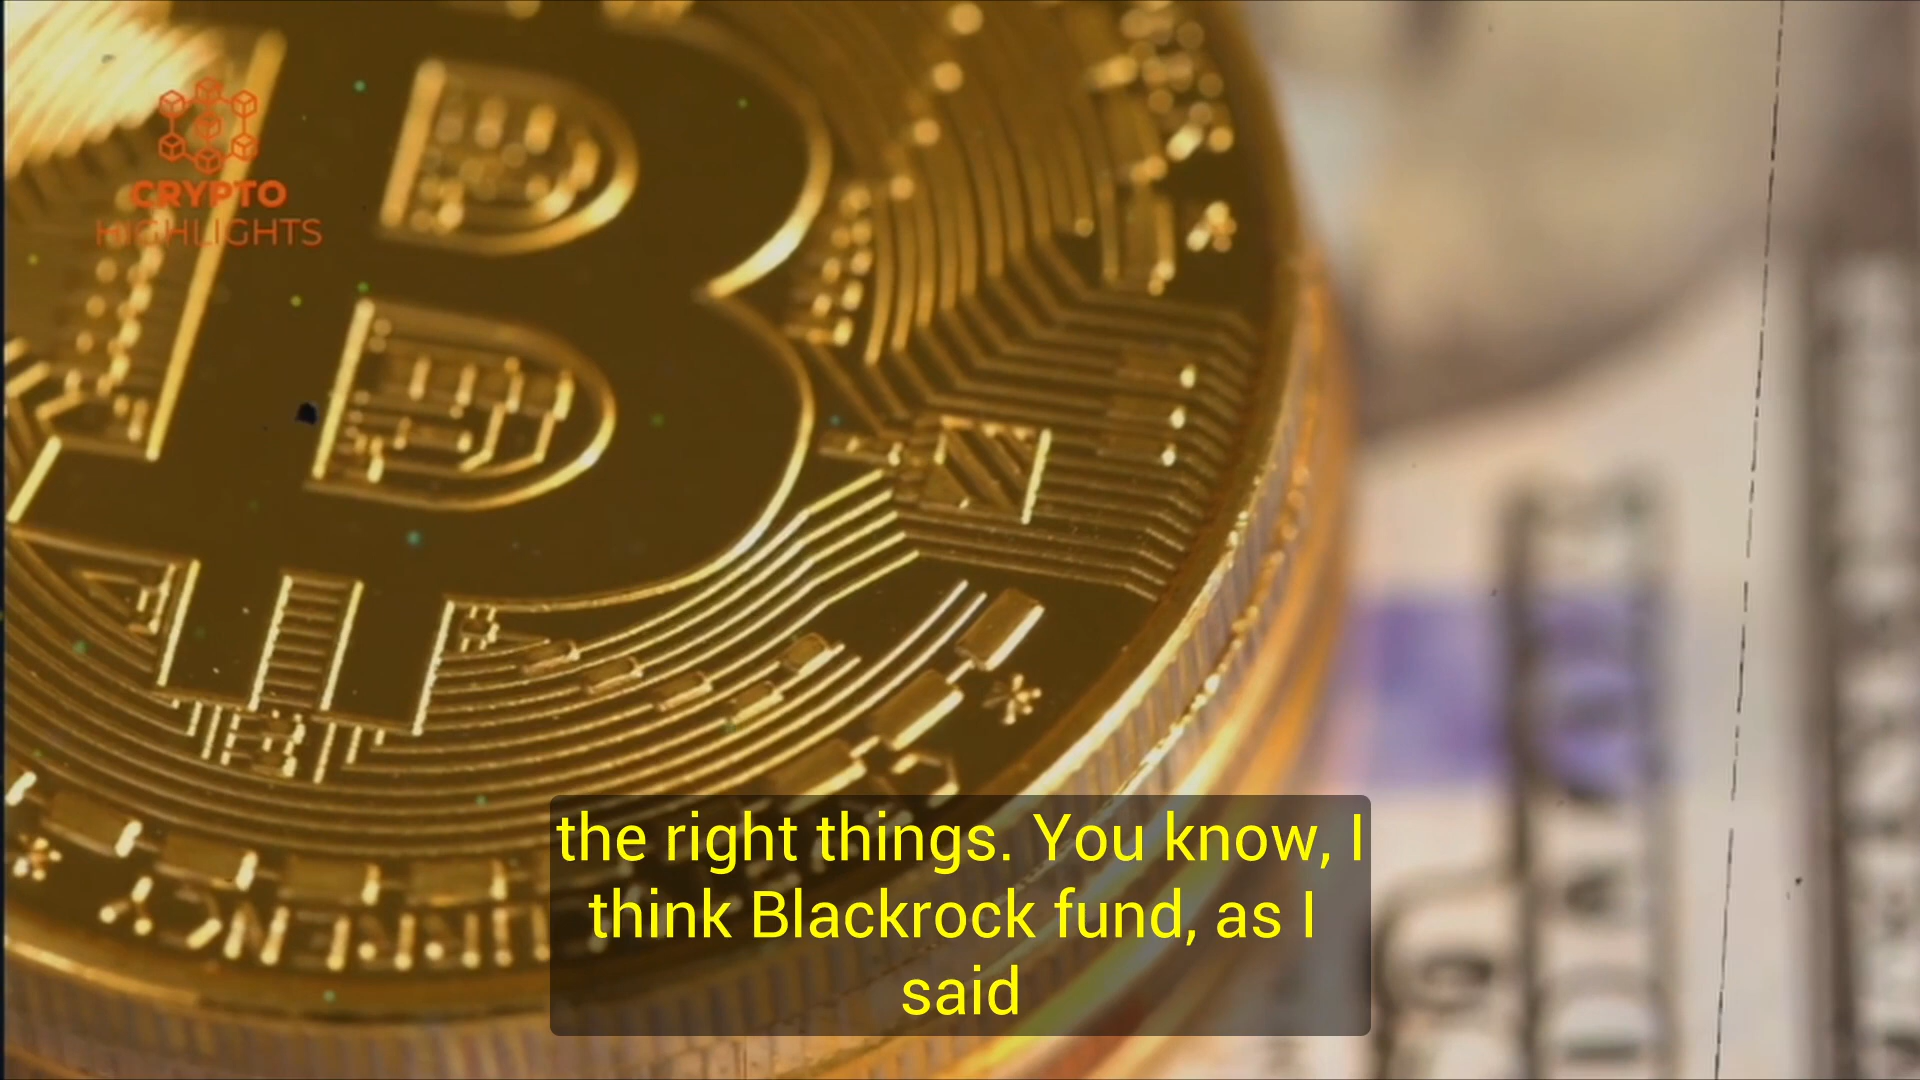 CRYPTO
HIGHLIGHTS
the right things. You know, I
think Blackrock fund, as I
said